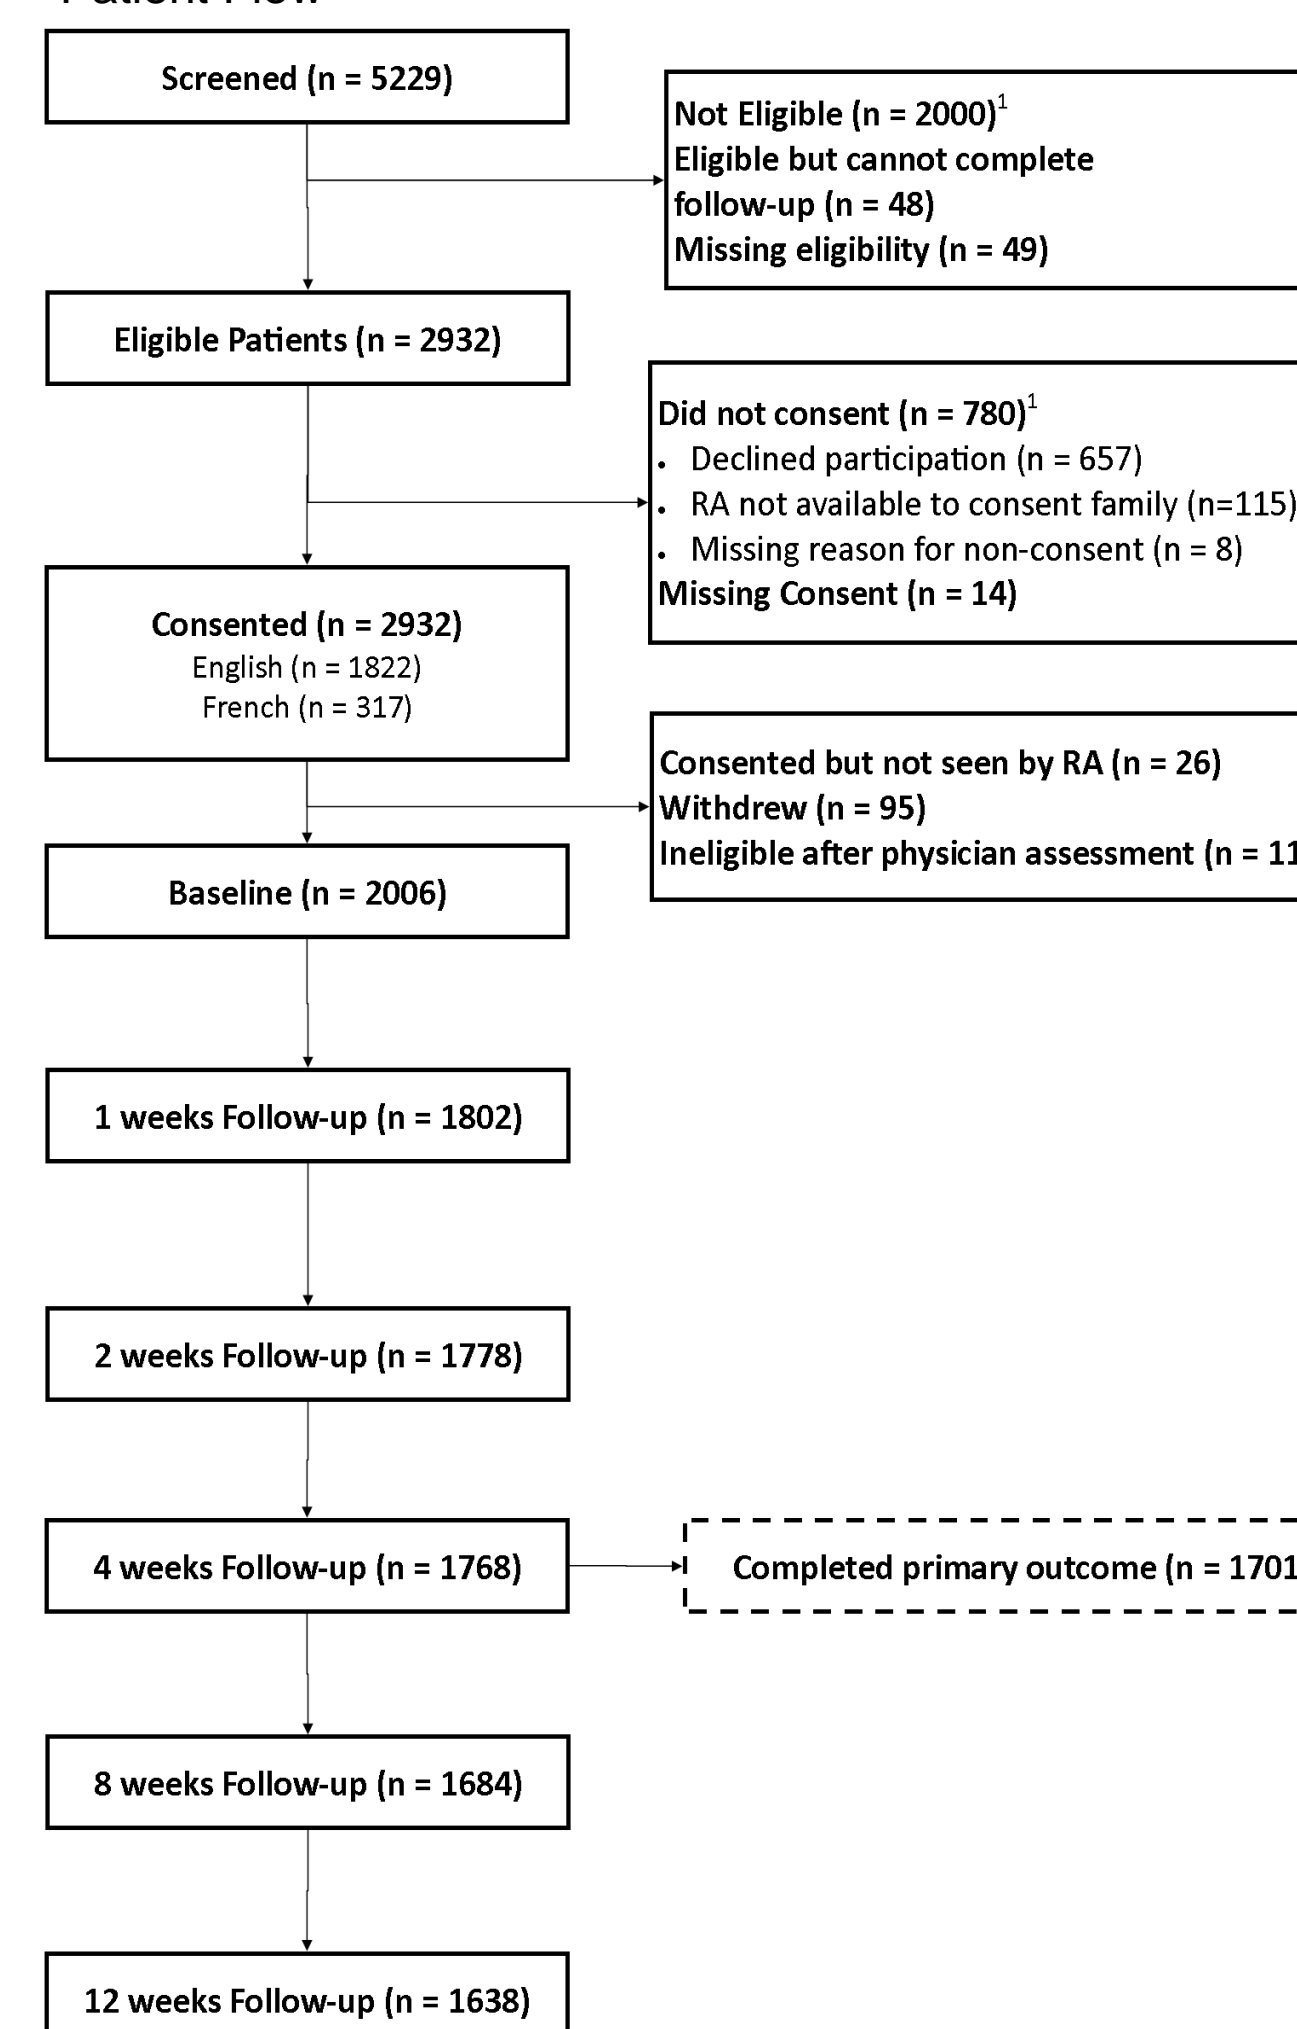 Patient Flow
Screened (n = 5229)
Not Eligible (n = 2000)1
Eligible but cannot complete
follow-up (n = 48)
Missing eligibility (n = 49)
Eligible Patients (n = 2932)
Did not consent (n = 780)1
• Declined participation (n = 657)
• RA not available to consent family (n=115)
• Missing reason for non-consent (n = 8)
Missing Consent (n = 14)
Consented (n = 2932)
English (n = 1822)
French (n = 317)
Consented but not seen by RA (n = 26)
Withdrew (n = 95)
Ineligible after physician assessment (n = 11
Baseline (n = 2006)
1 weeks Follow-up (n = 1802)
2 weeks Follow-up (n = 1778)
4 weeks Follow-up (n = 1768)
Completed primary outcome (n = 1701
8 weeks Follow-up (n = 1684)
12 weeks Follow-up (n = 1638)